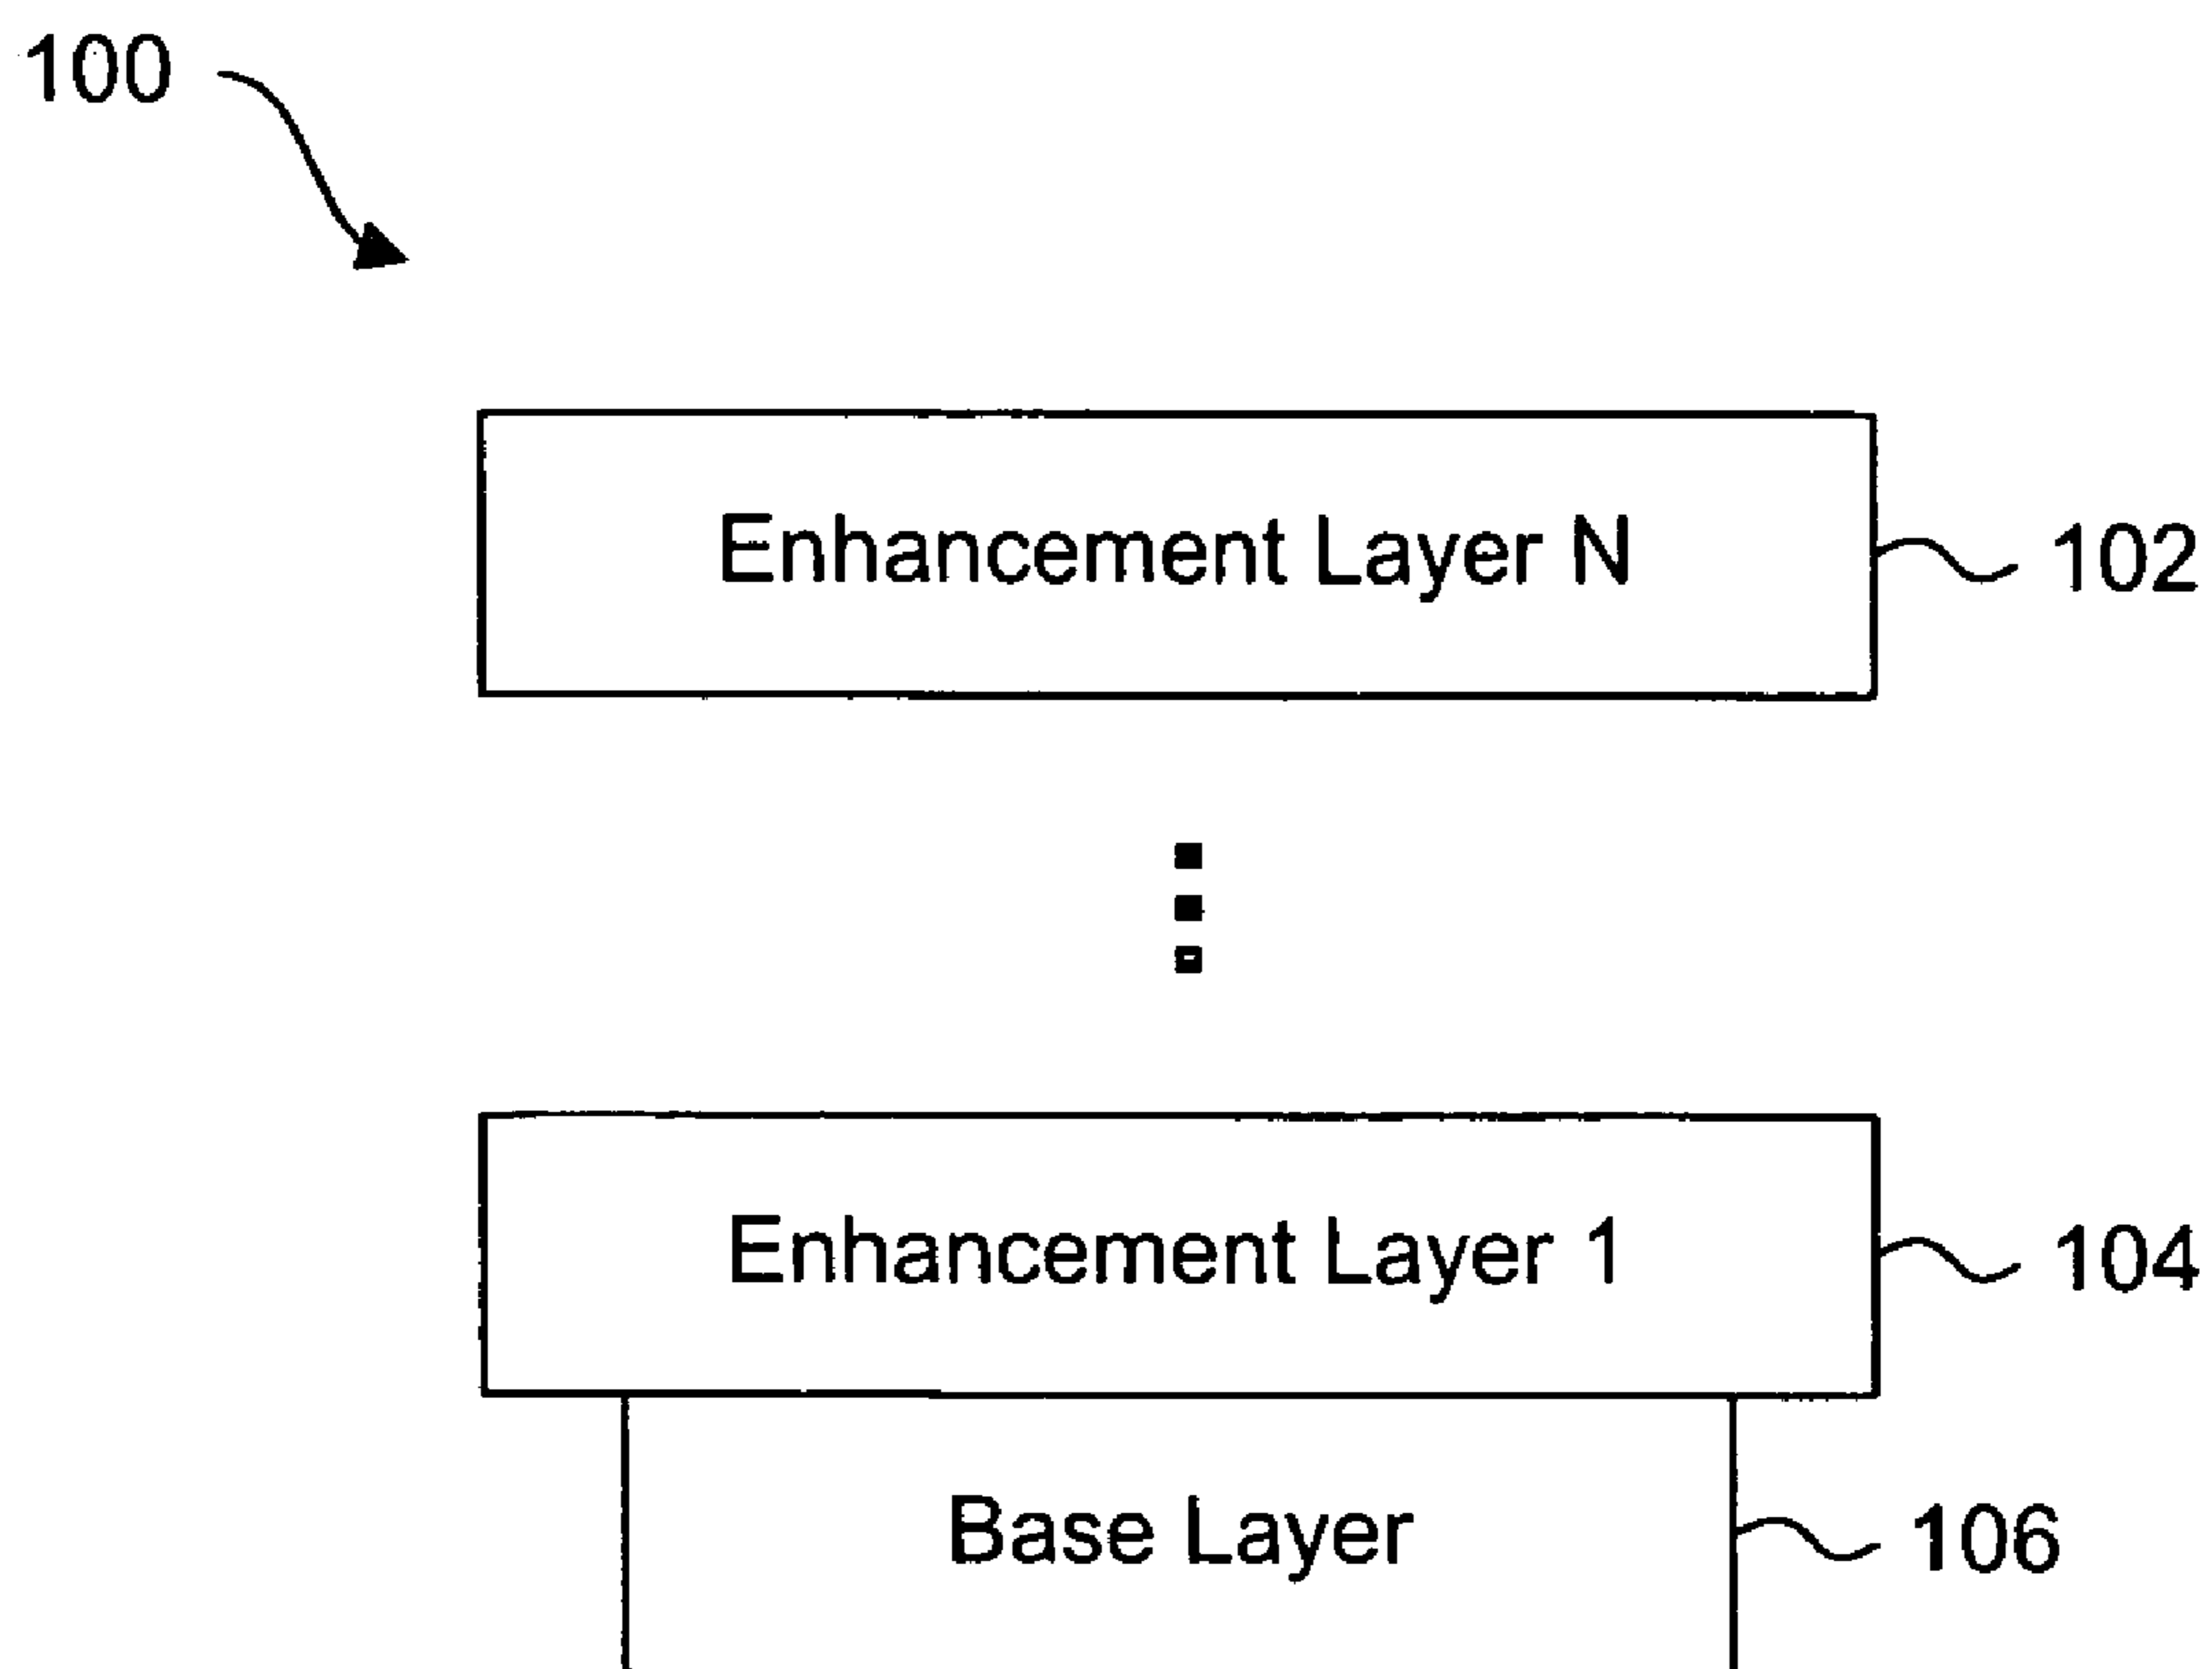 100
Enhancement Layer N
102
Enhancement Layer 1
104
Base Layer
106